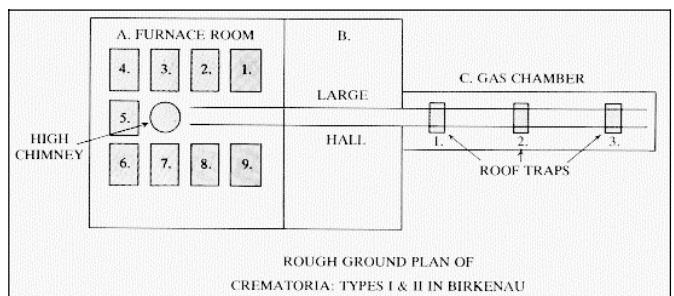 A. FURNACE ROOM
B.
4.
3.
2.
1.
C. GAS CHAMBER
LARGE
5.
HIGH
CHIMNEY
HALL
1.
2.
3.
6.
7.
8.
9.
ROOF TRAPS
ROUGH GROUND PLAN OF
CREMATORIA: TYPES I & II IN BIRKENAU